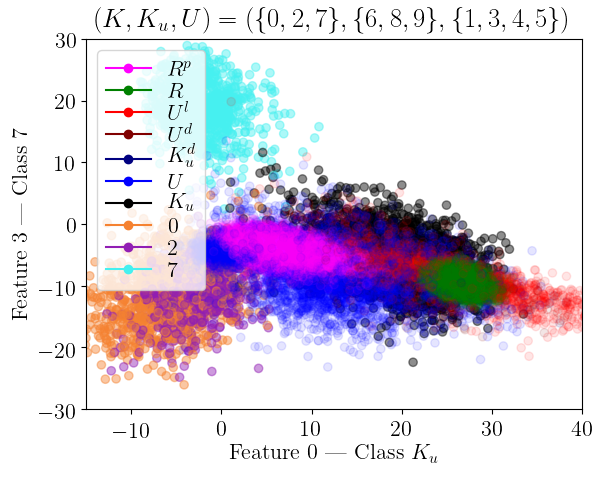 (K, K_u, U) = ({0, 2, 7}, {6, 8, 9}, {1, 3, 4, 5})
30
20
10
0
−10
−20
−30
Feature 3 — Class 7
R^p
R
U^l
U^d
K_u^d
U
K_u
0
2
7
−10
0
10
20
30
40
Feature 0 — Class K_u